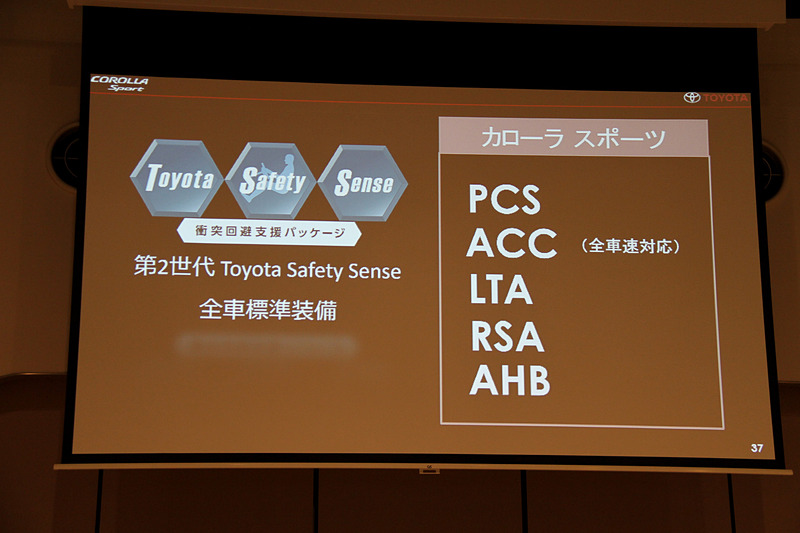 COROLLA
Sport
TOYOTA
Toyota Safety Sense
衝突回避支援パッケージ
第2世代 Toyota Safety Sense
全車標準装備
カローラ スポーツ
PCS
ACC (全車速対応)
LTA
RSA
AHB
37